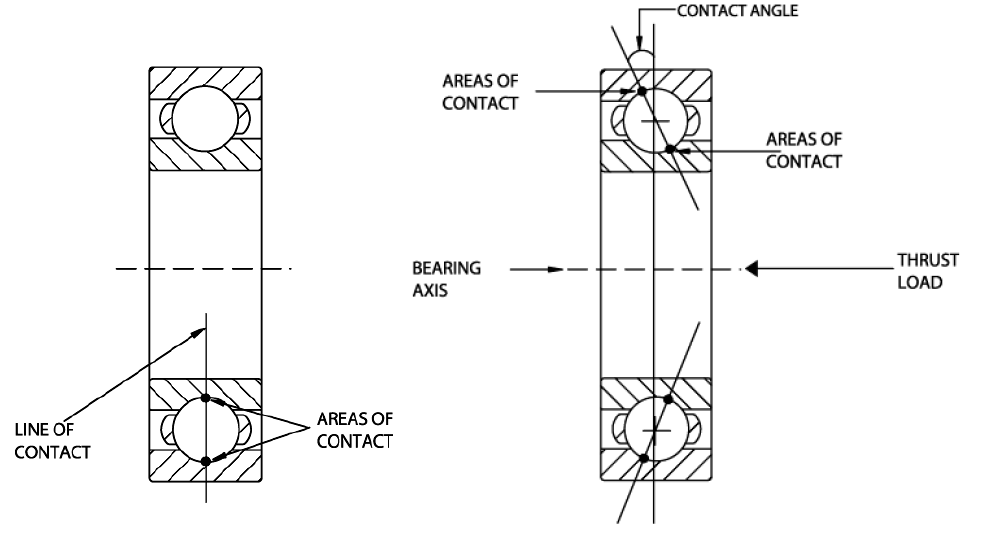 CONTACT ANGLE
AREAS OF
CONTACT
AREAS OF
CONTACT
BEARING
AXIS
THRUST
LOAD
LINE OF
CONTACT
AREAS OF
CONTACT